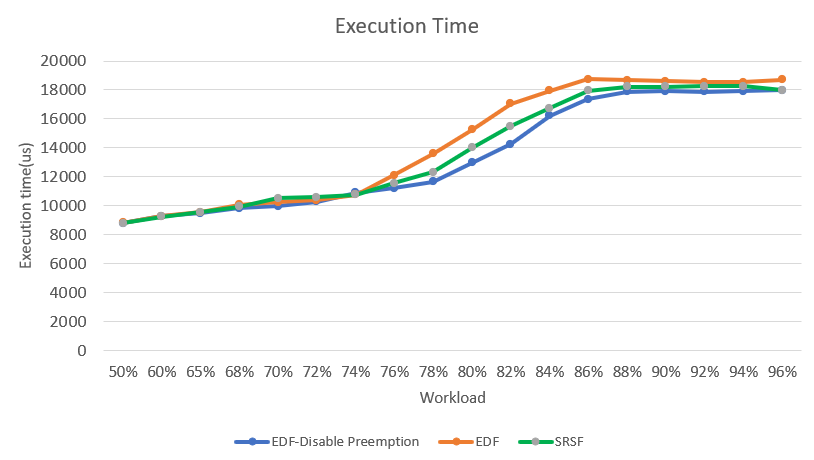 Execution Time
20000
18000
16000
14000
12000
10000
8000
6000
4000
2000
0
Execution time(us)
50% 60% 65% 68% 70% 72% 74% 76% 78% 80% 82% 84% 86% 88% 90% 92% 94% 96%
Workload
EDF-Disable Preemption EDF SRSF